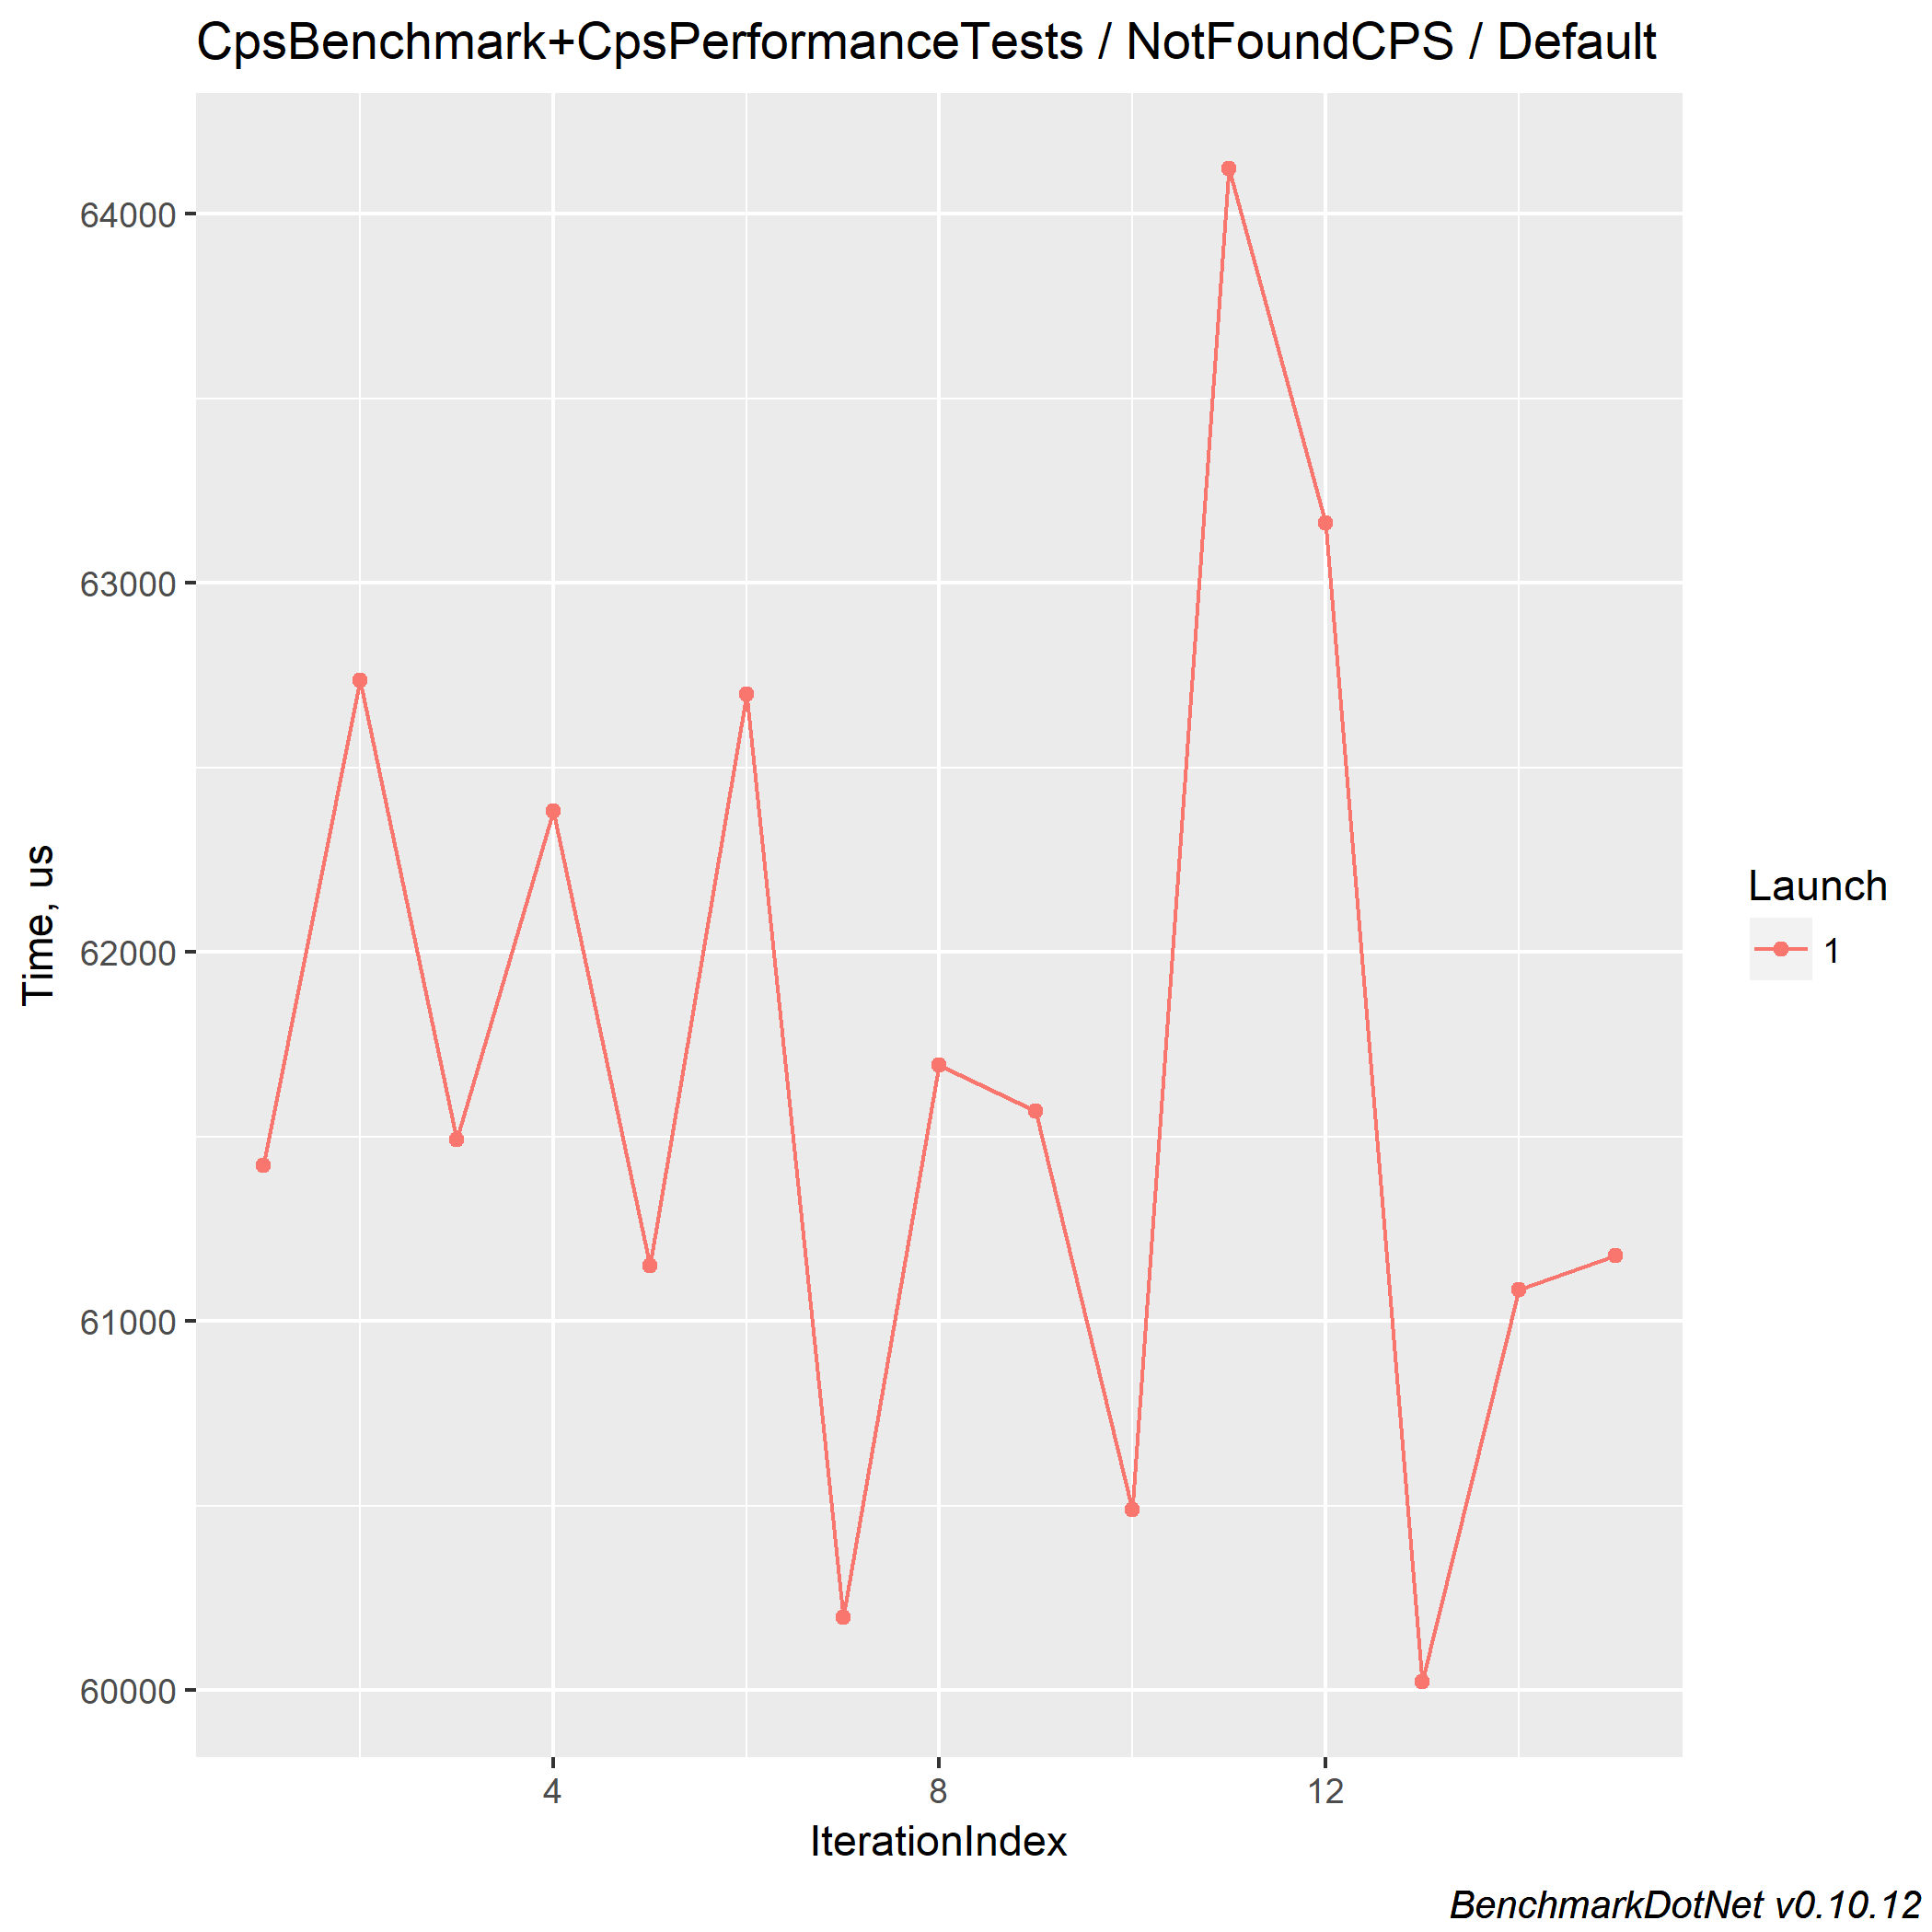 CpsBenchmark+CpsPerformanceTests / NotFoundCPS / Default
64000
63000
62000
61000
60000
Time, us
4 8 12
IterationIndex
Launch
1
BenchmarkDotNet v0.10.12